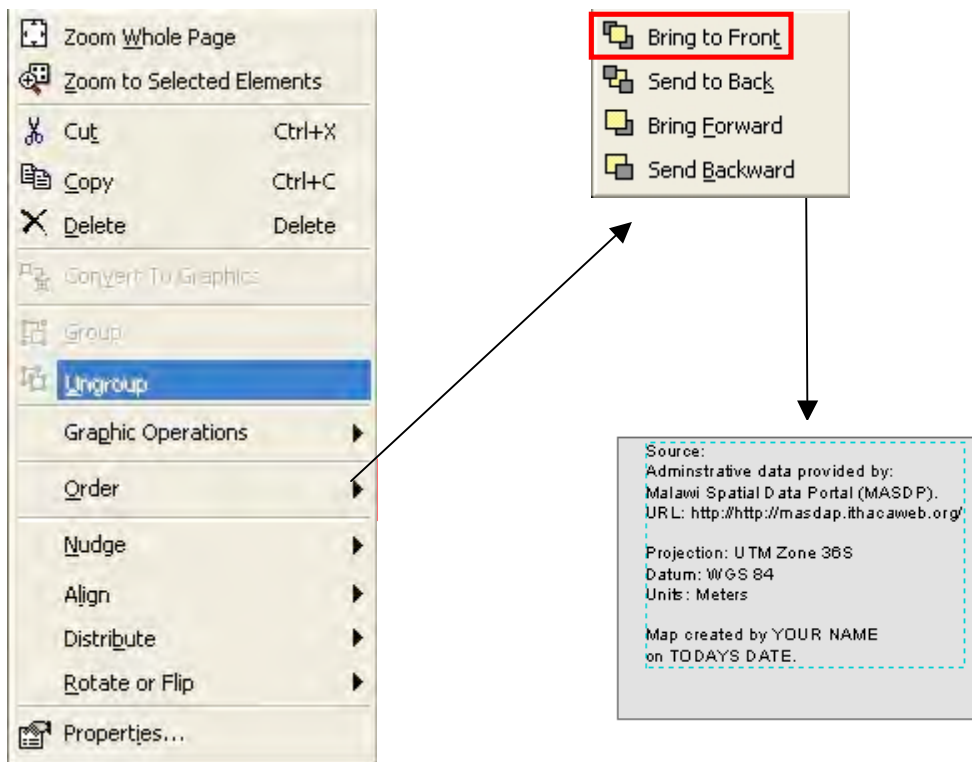 Zoom Whole Page
Zoom to Selected Elements
Cut Ctrl+X
Copy Ctrl+C
Delete Delete
Convert To Graphics
Group
Ungroup
Graphic Operations
Order
Nudge
Align
Distribute
Rotate or Flip
Properties...
Bring to Front
Send to Back
Bring Forward
Send Backward
Source:
Adminstrative data provided by:
Malawi Spatial Data Portal (MASDP).
URL: http://http://masdap.ithacaweb.org/
Projection: UTM Zone 36S
Datum: WGS 84
Units: Meters
Map created by YOUR NAME
on TODAYS DATE.